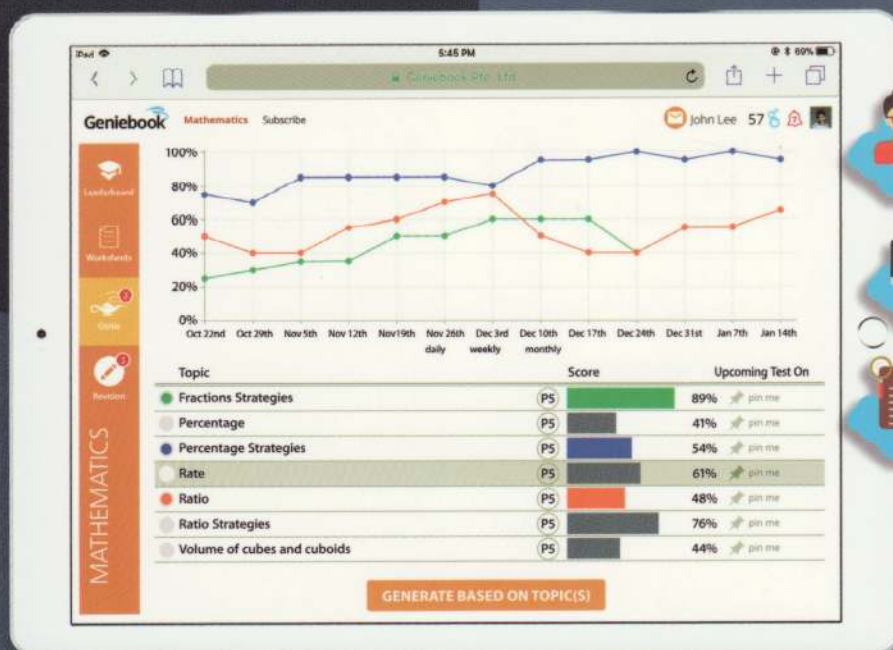 iPad 5:45 PM 69%
Geniebook Pte. Ltd.
Geniebook Mathematics Subscribe John Lee 57
Leaderboard
Worksheets
Genie
Revision
MATHEMATICS
100%
80%
60%
40%
20%
0%
Oct 22nd Oct 29th Nov 5th Nov 12th Nov19th Nov 26th Dec 3rd Dec 10th Dec 17th Dec 24th Dec 31st Jan 7th Jan 14th
daily weekly monthly
Topic Score Upcoming Test On
Fractions Strategies P5 89% pin me
Percentage P5 41% pin me
Percentage Strategies P5 54% pin me
Rate P5 61% pin me
Ratio P5 48% pin me
Ratio Strategies P5 76% pin me
Volume of cubes and cuboids P5 44% pin me
GENERATE BASED ON TOPIC(S)